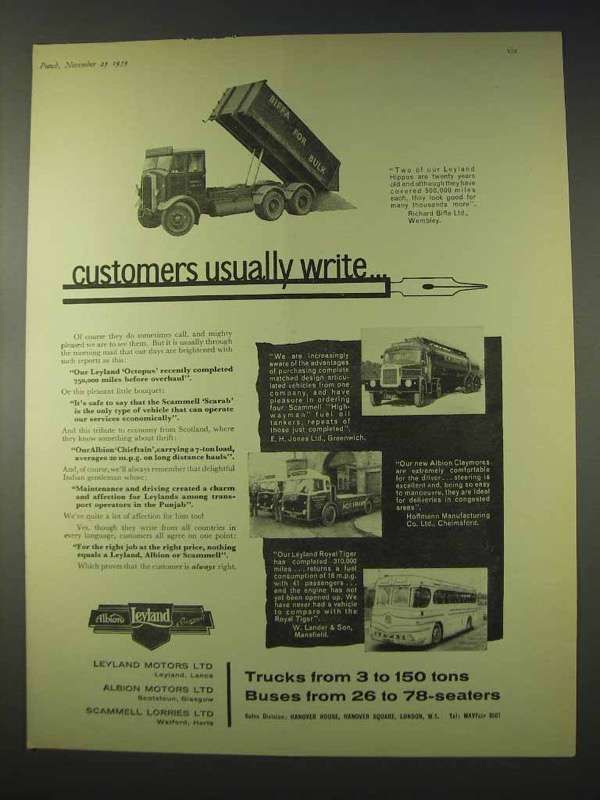 Punch, November 25 1959
BIFFA FOR BULK
"Two of our Leyland
Hippos are twenty years
old and although they have
covered 500,000 miles
each, they look good for
many thousands more".
Richard Biffa Ltd.,
Wembley.
customers usually write...
Of course they do sometimes call, and mighty
pleased we are to see them. But it is usually through
the morning mail that our days are brightened with
such reports as this:
"Our Leyland 'Octopus' recently completed
750,000 miles before overhaul".
Or this pleasant little bouquet:
"It's safe to say that the Scammell 'Scarab'
is the only type of vehicle that can operate
our services economically".
And this tribute to economy from Scotland, where
they know something about thrift:
"Our Albion 'Chieftain', carrying a 7-ton load,
averages 20 m.p.g. on long distance hauls".
And, of course, we'll always remember that delightful
Indian gentleman whose:
"Maintenance and driving created a charm
and affection for Leylands among trans-
port operators in the Punjab".
We've quite a lot of affection for him too!
Yes, though they write from all countries in
every language, customers all agree on one point:
"For the right job at the right price, nothing
equals a Leyland, Albion or Scammell".
Which proves that the customer is always right.
"We are increasingly
aware of the advantages
of purchasing complete
matched design articu-
lated vehicles from one
company, and have
pleasure in ordering
four Scammell "High-
wayman" fuel oil
tankers, repeats of
those just completed".
E. H. Jones Ltd., Greenwich.
"Our new Albion Claymores
are extremely comfortable
for the driver... steering is
excellent and, being so easy
to manoeuvre, they are ideal
for deliveries in congested
areas".
Hoffmann Manufacturing
Co. Ltd., Chelmsford.
"Our Leyland Royal Tiger
has completed 310,000
miles... returns a fuel
consumption of 16 m.p.g.
with 41 passengers...
and the engine has not
yet been opened up. We
have never had a vehicle
to compare with the
Royal Tiger".
W. Lander & Son,
Mansfield.
Albion Leyland Scammell
LEYLAND MOTORS LTD
Leyland, Lancs
ALBION MOTORS LTD
Scotstoun, Glasgow
SCAMMELL LORRIES LTD
Watford, Herts
Trucks from 3 to 150 tons
Buses from 26 to 78-seaters
Sales Division: HANOVER HOUSE, HANOVER SQUARE, LONDON, W.1. Tel: MAYfair 8561